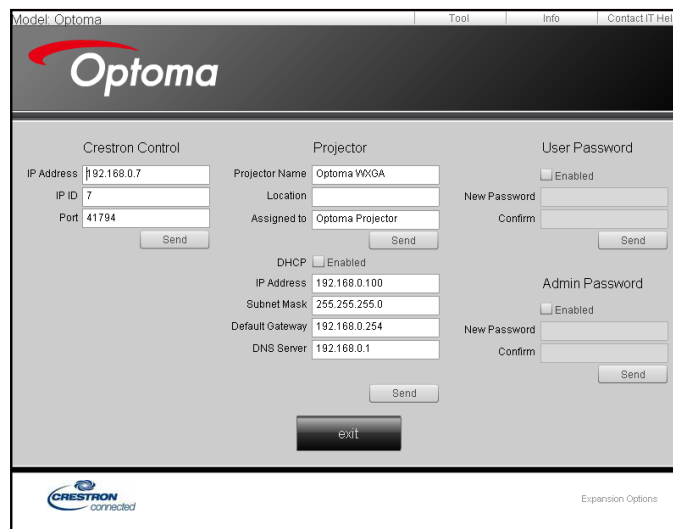 Model: Optoma
Tool
Info
Contact IT Hel
Optoma
Crestron Control
IP Address 192.168.0.7
IP ID 7
Port 41794
Send
Projector
Projector Name Optoma WXGA
Location
Assigned to Optoma Projector
Send
DHCP Enabled
IP Address 192.168.0.100
Subnet Mask 255.255.255.0
Default Gateway 192.168.0.254
DNS Server 192.168.0.1
Send
User Password
Enabled
New Password
Confirm
Send
Admin Password
Enabled
New Password
Confirm
Send
exit
CRESTRON
connected
Expansion Options